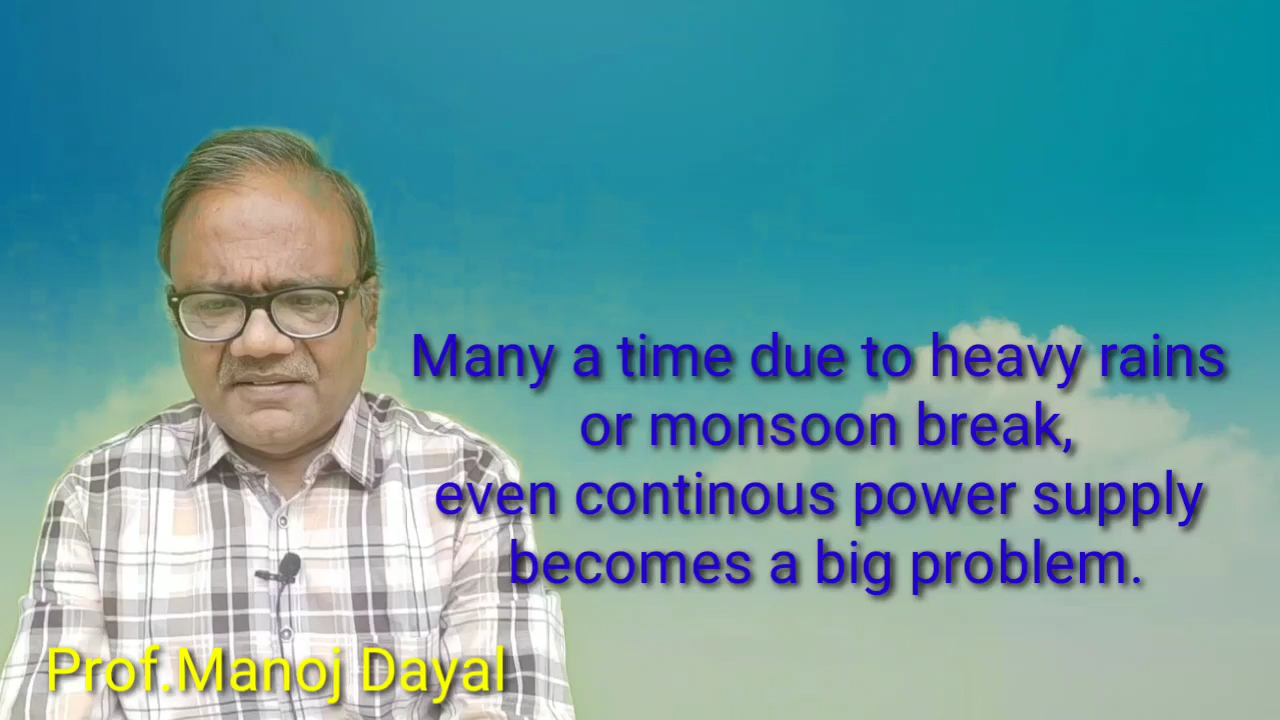 Many a time due to heavy rains
or monsoon break,
even continous power supply
becomes a big problem.
Prof.Manoj Dayal